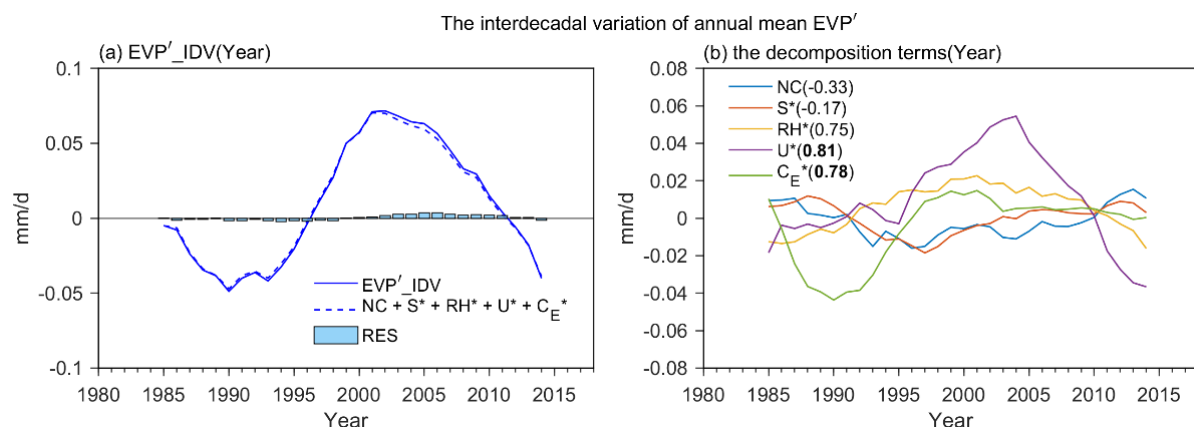 The interdecadal variation of annual mean EVP′
(a) EVP′_IDV(Year)
0.1
0.05
0
-0.05
-0.1
mm/d
EVP′_IDV
NC + S* + RH* + U* + C_E*
RES
1980 1985 1990 1995 2000 2005 2010 2015
Year
(b) the decomposition terms(Year)
0.08
0.06
0.04
0.02
0
-0.02
-0.04
-0.06
-0.08
mm/d
NC(-0.33)
S*(-0.17)
RH*(0.75)
U*(0.81)
C_E*(0.78)
1980 1985 1990 1995 2000 2005 2010 2015
Year